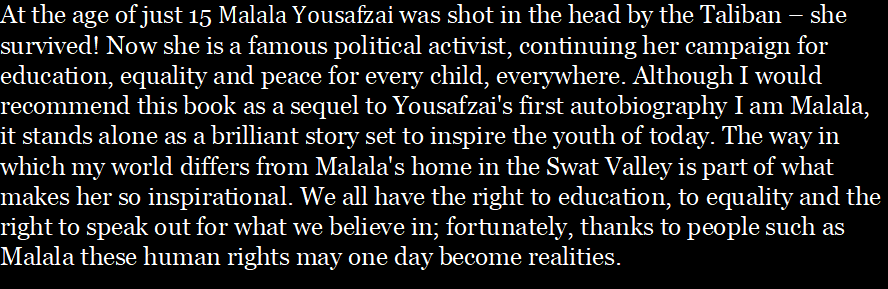 At the age of just 15 Malala Yousafzai was shot in the head by the Taliban – she
survived! Now she is a famous political activist, continuing her campaign for
education, equality and peace for every child, everywhere. Although I would
recommend this book as a sequel to Yousafzai's first autobiography I am Malala,
it stands alone as a brilliant story set to inspire the youth of today. The way in
which my world differs from Malala's home in the Swat Valley is part of what
makes her so inspirational. We all have the right to education, to equality and the
right to speak out for what we believe in; fortunately, thanks to people such as
Malala these human rights may one day become realities.